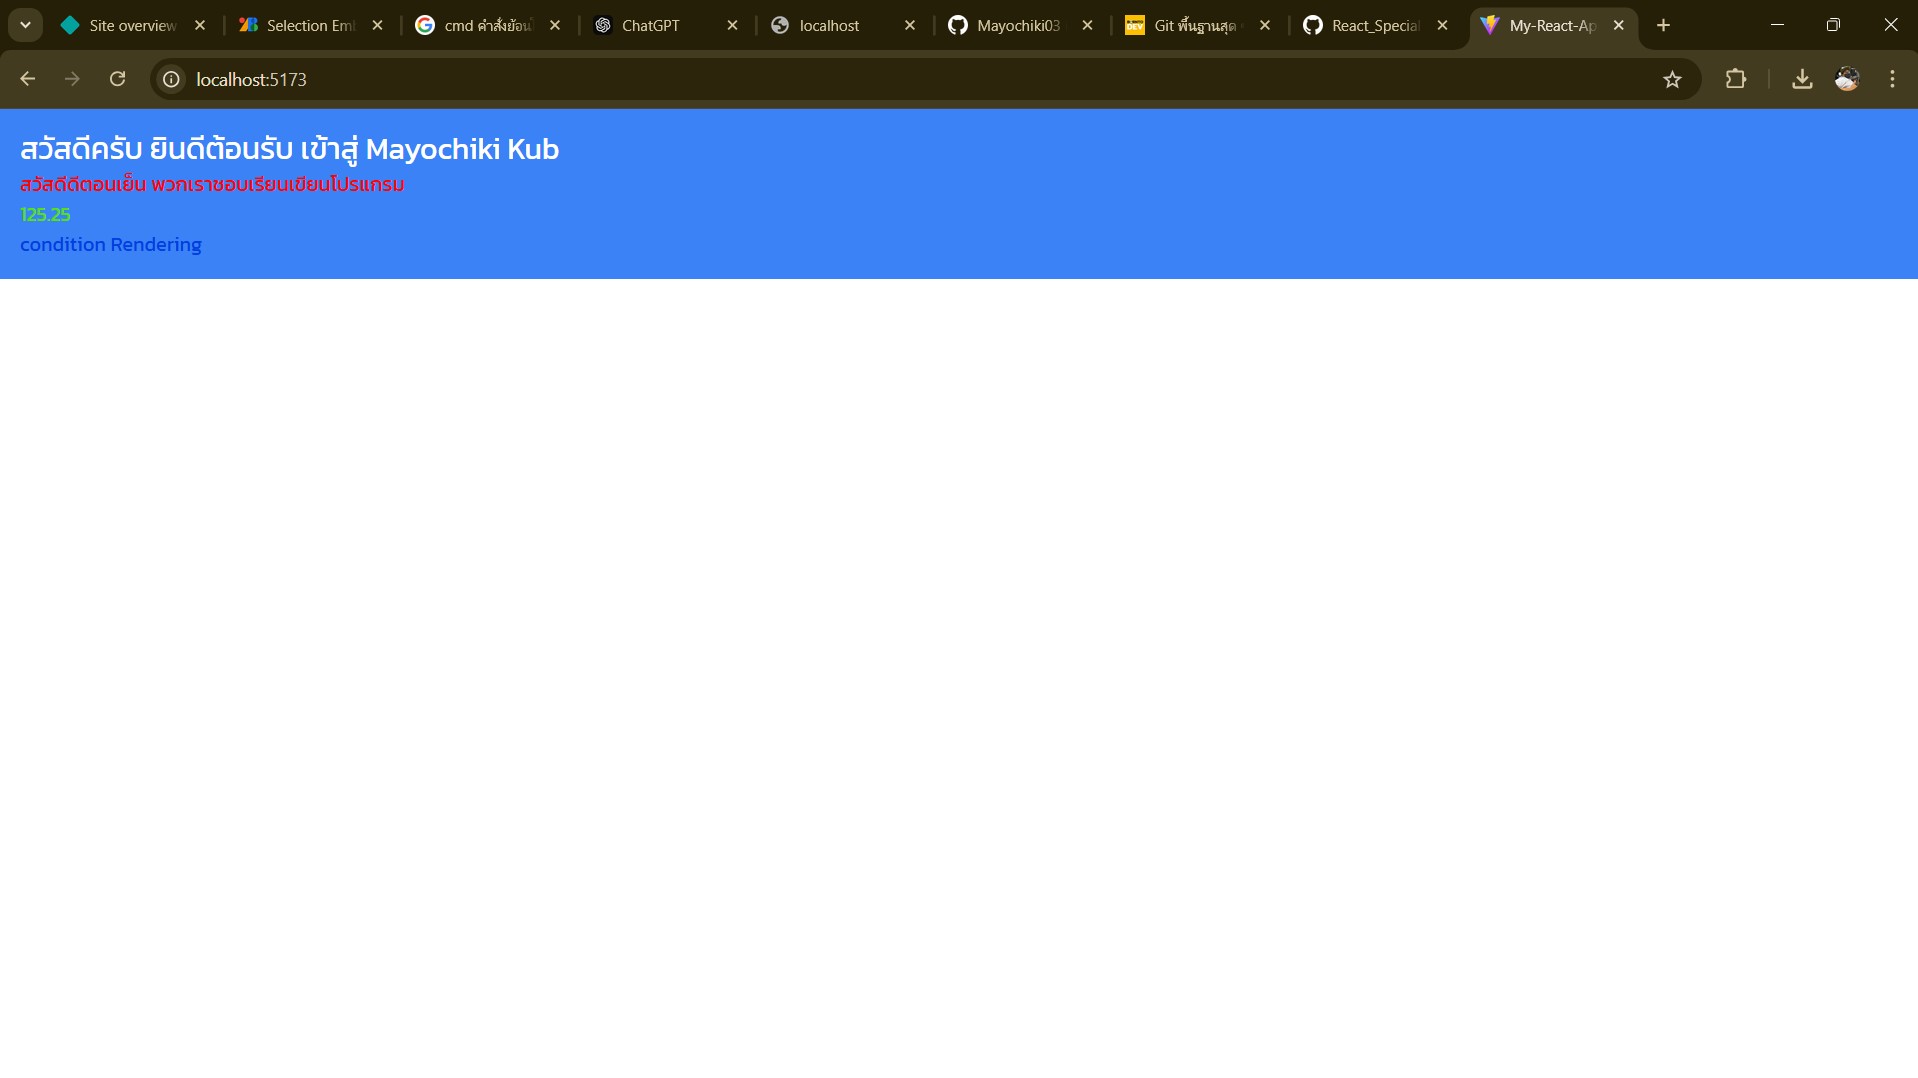 Site overview
Selection Emb
cmd คำสั่งย้อน
ChatGPT
localhost
Mayochiki03
Git พื้นฐานสุด
React_Special
My-React-Ap
localhost:5173
สวัสดีครับ ยินดีต้อนรับ เข้าสู่ Mayochiki Kub
สวัสดีดีตอนเย็น พวกเราชอบเรียนเขียนโปรแกรม
125.25
condition Rendering